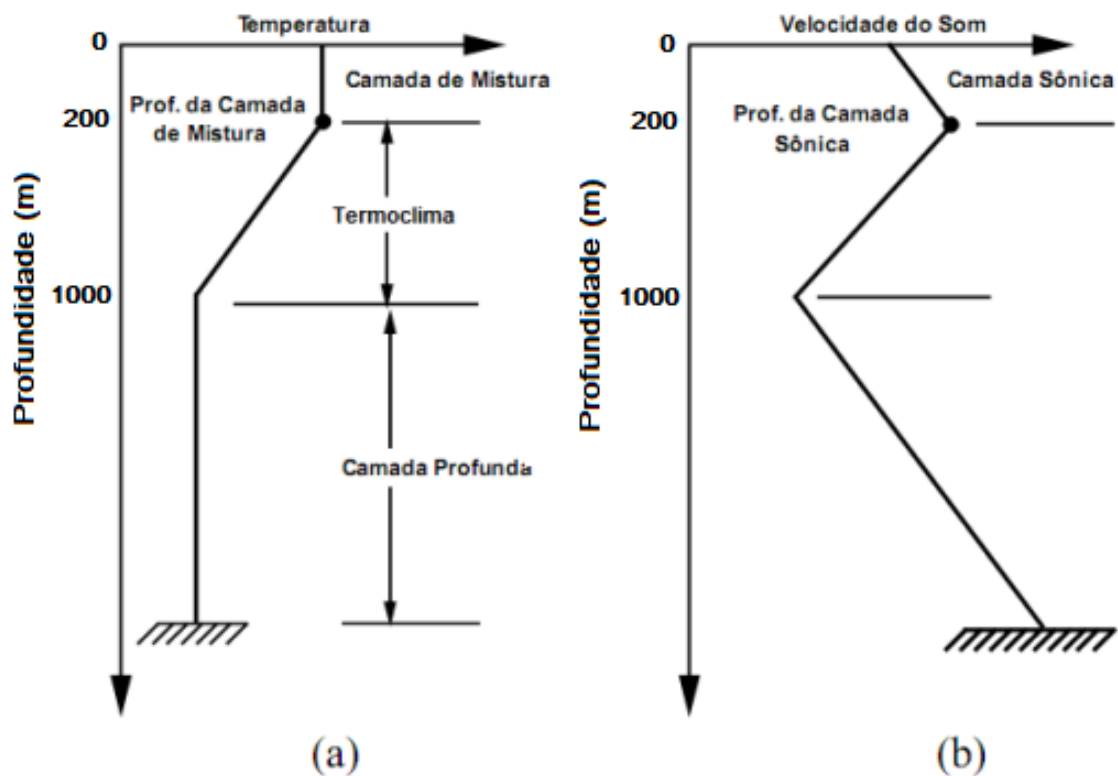 Temperatura
0
Camada de Mistura
Prof. da Camada
de Mistura
200
Termoclima
1000
Profundidade (m)
Camada Profunda
(a)
Velocidade do Som
0
Camada Sônica
Prof. da Camada
Sônica
200
1000
Profundidade (m)
(b)